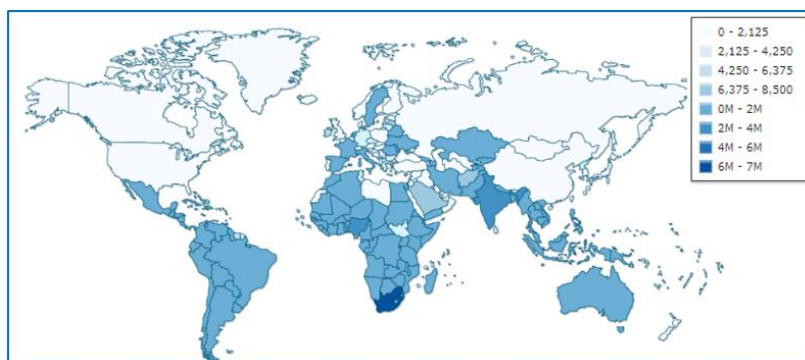 0 - 2,125
2,125 - 4,250
4,250 - 6,375
6,375 - 8,500
0M - 2M
2M - 4M
4M - 6M
6M - 7M